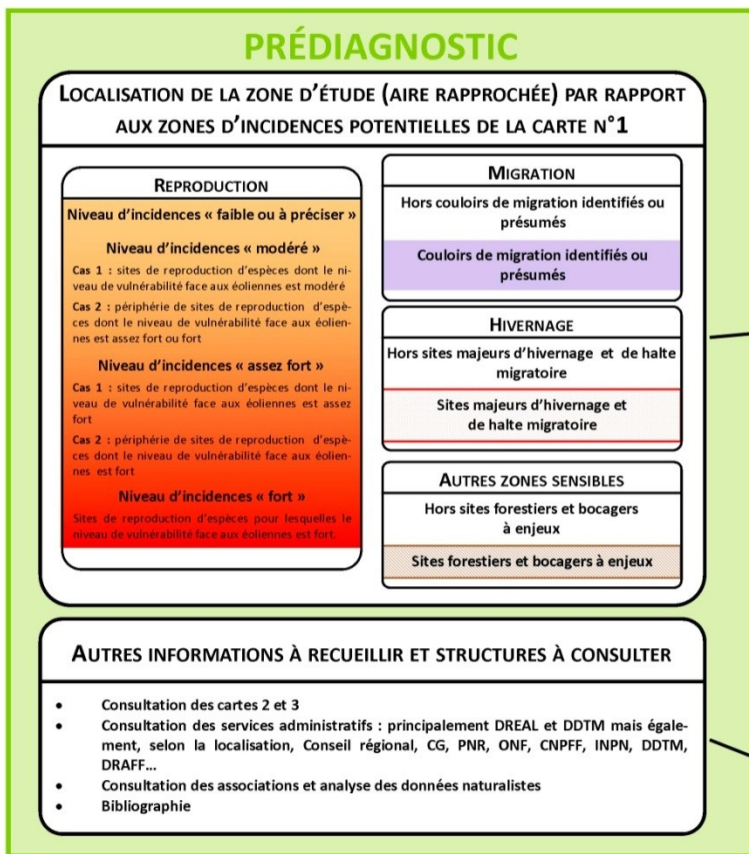 PRÉDIAGNOSTIC
LOCALISATION DE LA ZONE D'ÉTUDE (AIRE RAPPROCHÉE) PAR RAPPORT
AUX ZONES D'INCIDENCES POTENTIELLES DE LA CARTE N°1
REPRODUCTION
Niveau d'incidences « faible ou à préciser »
Niveau d'incidences « modéré »
Cas 1 : sites de reproduction d'espèces dont le ni-
veau de vulnérabilité face aux éoliennes est modéré
Cas 2 : périphérie de sites de reproduction d'espè-
ces dont le niveau de vulnérabilité face aux éolien-
nes est assez fort ou fort
Niveau d'incidences « assez fort »
Cas 1 : sites de reproduction d'espèces dont le ni-
veau de vulnérabilité face aux éoliennes est assez
fort
Cas 2 : périphérie de sites de reproduction d'espè-
ces dont le niveau de vulnérabilité face aux éolien-
nes est fort
Niveau d'incidences « fort »
Sites de reproduction d'espèces pour lesquelles le
niveau de vulnérabilité face aux éoliennes est fort.
MIGRATION
Hors couloirs de migration identifiés ou
présumés
Couloirs de migration identifiés ou
présumés
HIVERNAGE
Hors sites majeurs d'hivernage et de halte
migratoire
Sites majeurs d'hivernage et
de halte migratoire
AUTRES ZONES SENSIBLES
Hors sites forestiers et bocagers
à enjeux
Sites forestiers et bocagers à enjeux
AUTRES INFORMATIONS À RECUEILLIR ET STRUCTURES À CONSULTER
• Consultation des cartes 2 et 3
• Consultation des services administratifs : principalement DREAL et DDTM mais égale-
ment, selon la localisation, Conseil régional, CG, PNR, ONF, CNPFF, INPN, DDTM,
DRAFF...
• Consultation des associations et analyse des données naturalistes
• Bibliographie